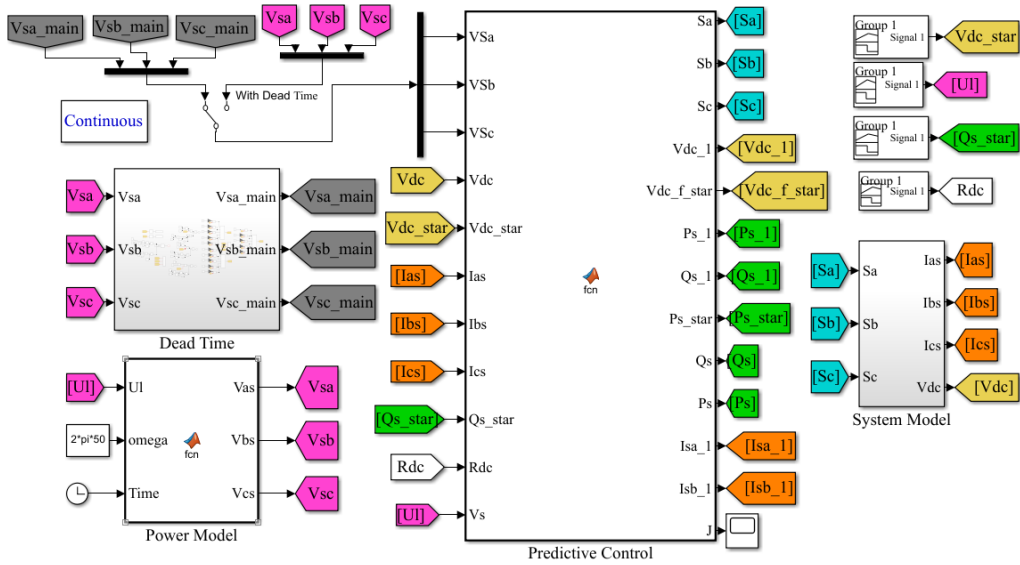 Vsa_main
Vsb_main
Vsc_main
Vsa
Vsb
Vsc
With Dead Time
Continuous
Vsa
Vsb
Vsc
Vsa
Vsb
Vsc
Vsa_main
Vsb_main
Vsc_main
Vsa_main
Vsb_main
Vsc_main
Dead Time
[Ul]
2*pi*50
Ul
omega
Time
fcn
Vas
Vbs
Vcs
Vsa
Vsb
Vsc
Power Model
Vdc
Vdc_star
[Ias]
[Ibs]
[Ics]
[Qs_star]
Rdc
[Ul]
VSa
VSb
VSc
Vdc
Vdc_star
Ias
Ibs
Ics
Qs_star
Rdc
Vs
fcn
Sa
Sb
Sc
Vdc_1
Vdc_f_star
Ps_1
Qs_1
Ps_star
Qs
Ps
Isa_1
Isb_1
J
Predictive Control
[Sa]
[Sb]
[Sc]
[Vdc_1]
[Vdc_f_star]
[Ps_1]
[Qs_1]
[Ps_star]
[Qs]
[Ps]
[Isa_1]
[Isb_1]
Group 1
Signal 1
Vdc_star
Group 1
Signal 1
[Ul]
Group 1
Signal 1
[Qs_star]
Group 1
Signal 1
Rdc
[Sa]
[Sb]
[Sc]
Sa
Sb
Sc
Ias
Ibs
Ics
Vdc
[Ias]
[Ibs]
[Ics]
[Vdc]
System Model